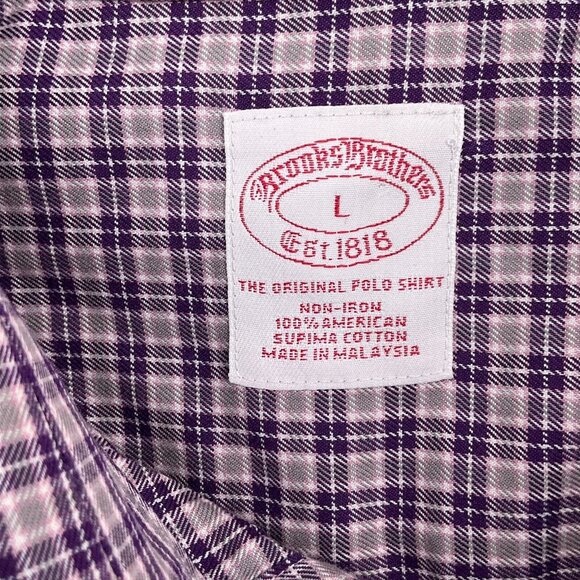 Brooks Brothers
L
Est. 1818
THE ORIGINAL POLO SHIRT
NON-IRON
100% AMERICAN
SUPIMA COTTON
MADE IN MALAYSIA